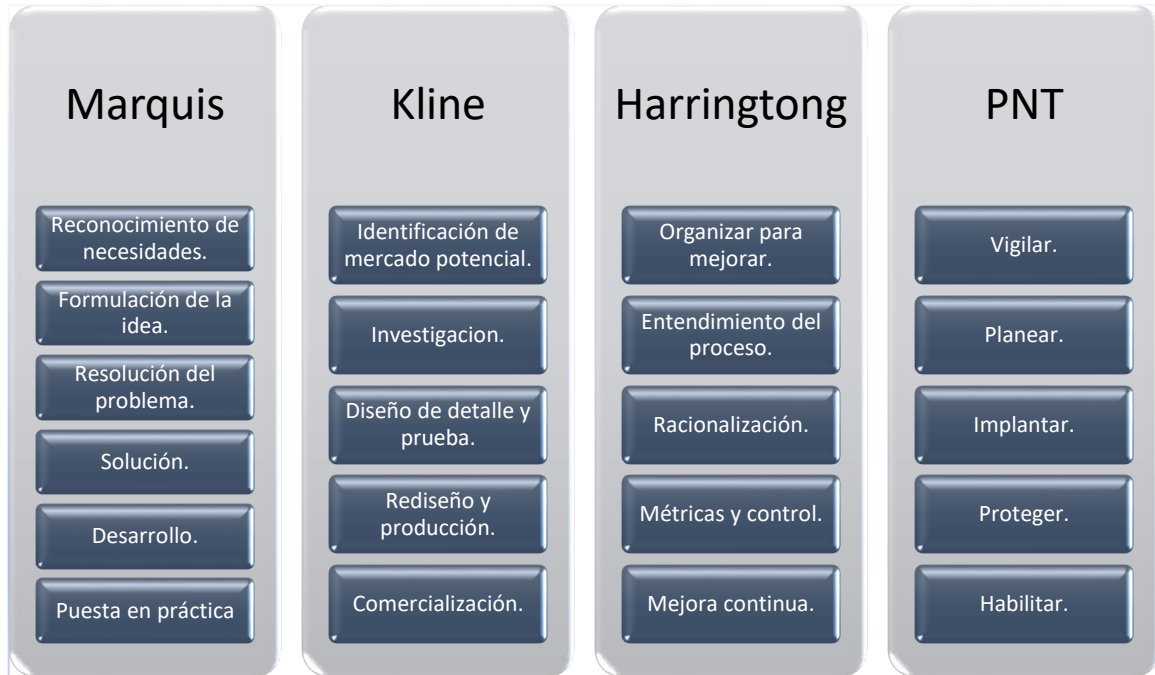 Marquis
Reconocimiento de
necesidades.
Formulación de la
idea.
Resolución del
problema.
Solución.
Desarrollo.
Puesta en práctica
Kline
Identificación de
mercado potencial.
Investigacion.
Diseño de detalle y
prueba.
Rediseño y
producción.
Comercialización.
Harringtong
Organizar para
mejorar.
Entendimiento del
proceso.
Racionalización.
Métricas y control.
Mejora continua.
PNT
Vigilar.
Planear.
Implantar.
Proteger.
Habilitar.